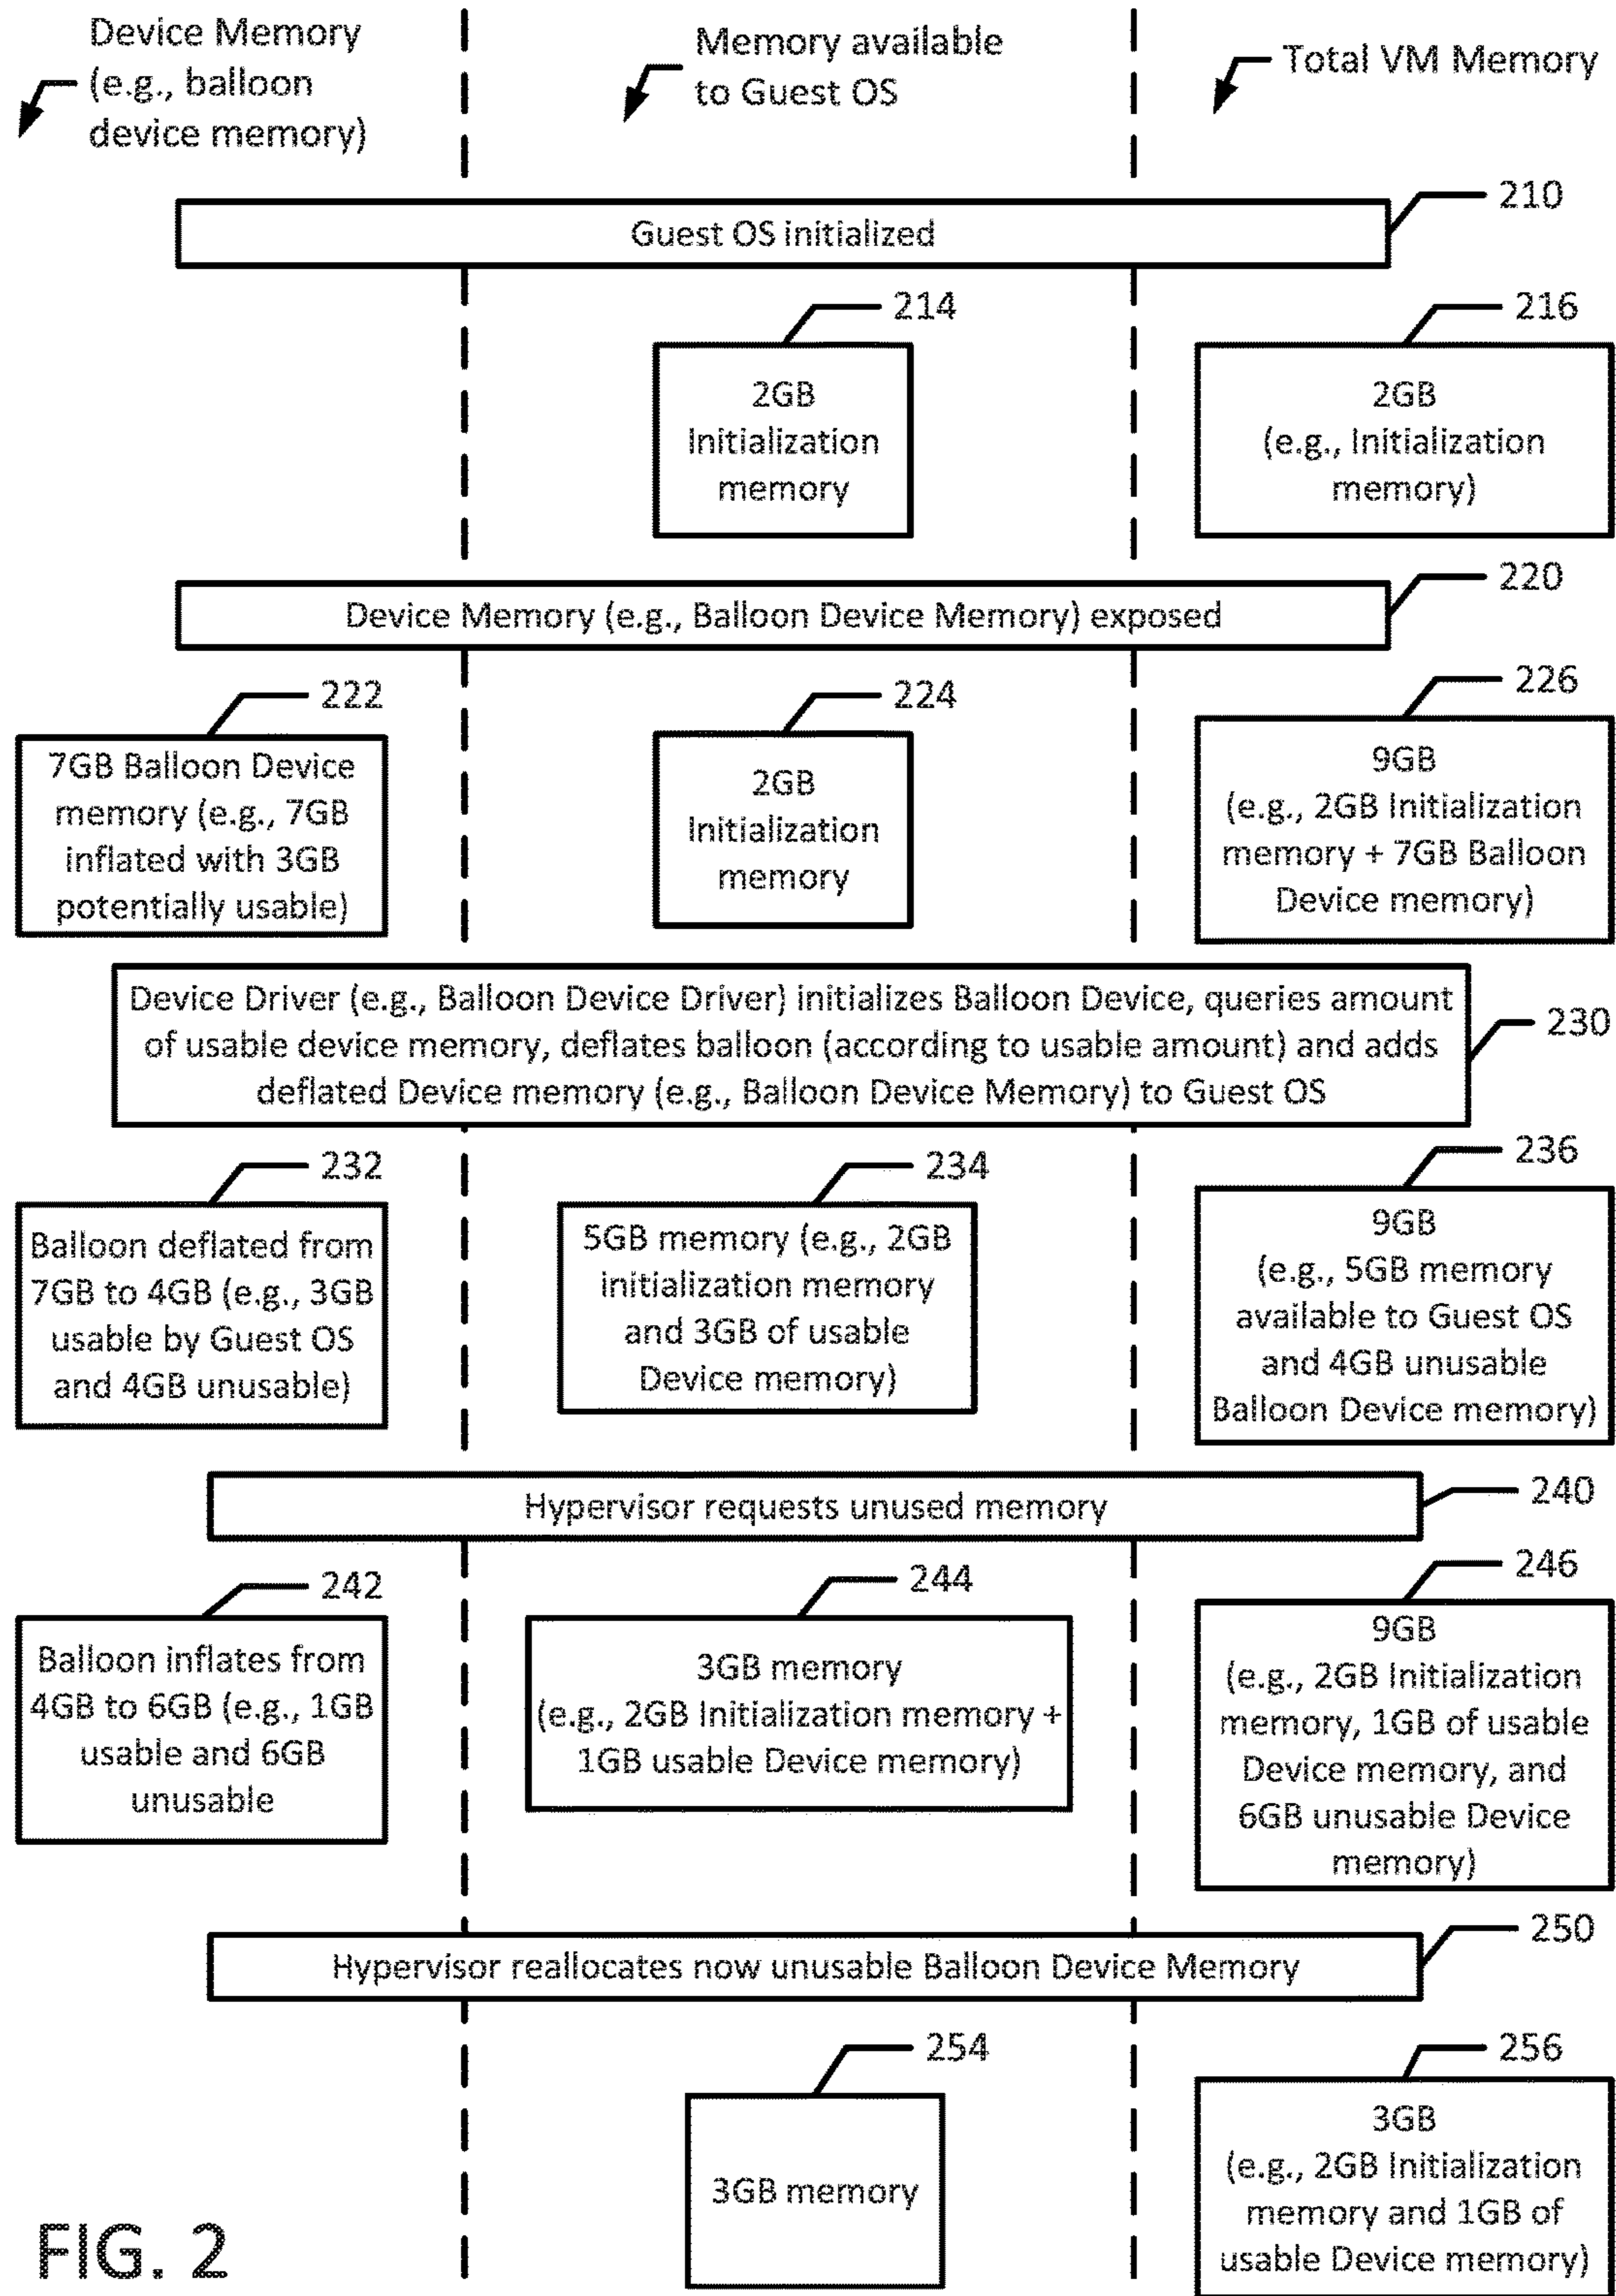 Device Memory
(e.g., balloon
device memory)
Memory available
to Guest OS
Total VM Memory
210
Guest OS initialized
214
2GB
Initialization
memory
216
2GB
(e.g., Initialization
memory)
220
Device Memory (e.g., Balloon Device Memory) exposed
222
7GB Balloon Device
memory (e.g., 7GB
inflated with 3GB
potentially usable)
224
2GB
Initialization
memory
226
9GB
(e.g., 2GB Initialization
memory + 7GB Balloon
Device memory)
Device Driver (e.g., Balloon Device Driver) initializes Balloon Device, queries amount
of usable device memory, deflates balloon (according to usable amount) and adds
deflated Device memory (e.g., Balloon Device Memory) to Guest OS
230
232
Balloon deflated from
7GB to 4GB (e.g., 3GB
usable by Guest OS
and 4GB unusable)
234
5GB memory (e.g., 2GB
initialization memory
and 3GB of usable
Device memory)
236
9GB
(e.g., 5GB memory
available to Guest OS
and 4GB unusable
Balloon Device memory)
Hypervisor requests unused memory
240
242
Balloon inflates from
4GB to 6GB (e.g., 1GB
usable and 6GB
unusable
244
3GB memory
(e.g., 2GB Initialization memory +
1GB usable Device memory)
246
9GB
(e.g., 2GB Initialization
memory, 1GB of usable
Device memory, and
6GB unusable Device
memory)
250
Hypervisor reallocates now unusable Balloon Device Memory
254
3GB memory
256
3GB
(e.g., 2GB Initialization
memory and 1GB of
usable Device memory)
FIG. 2